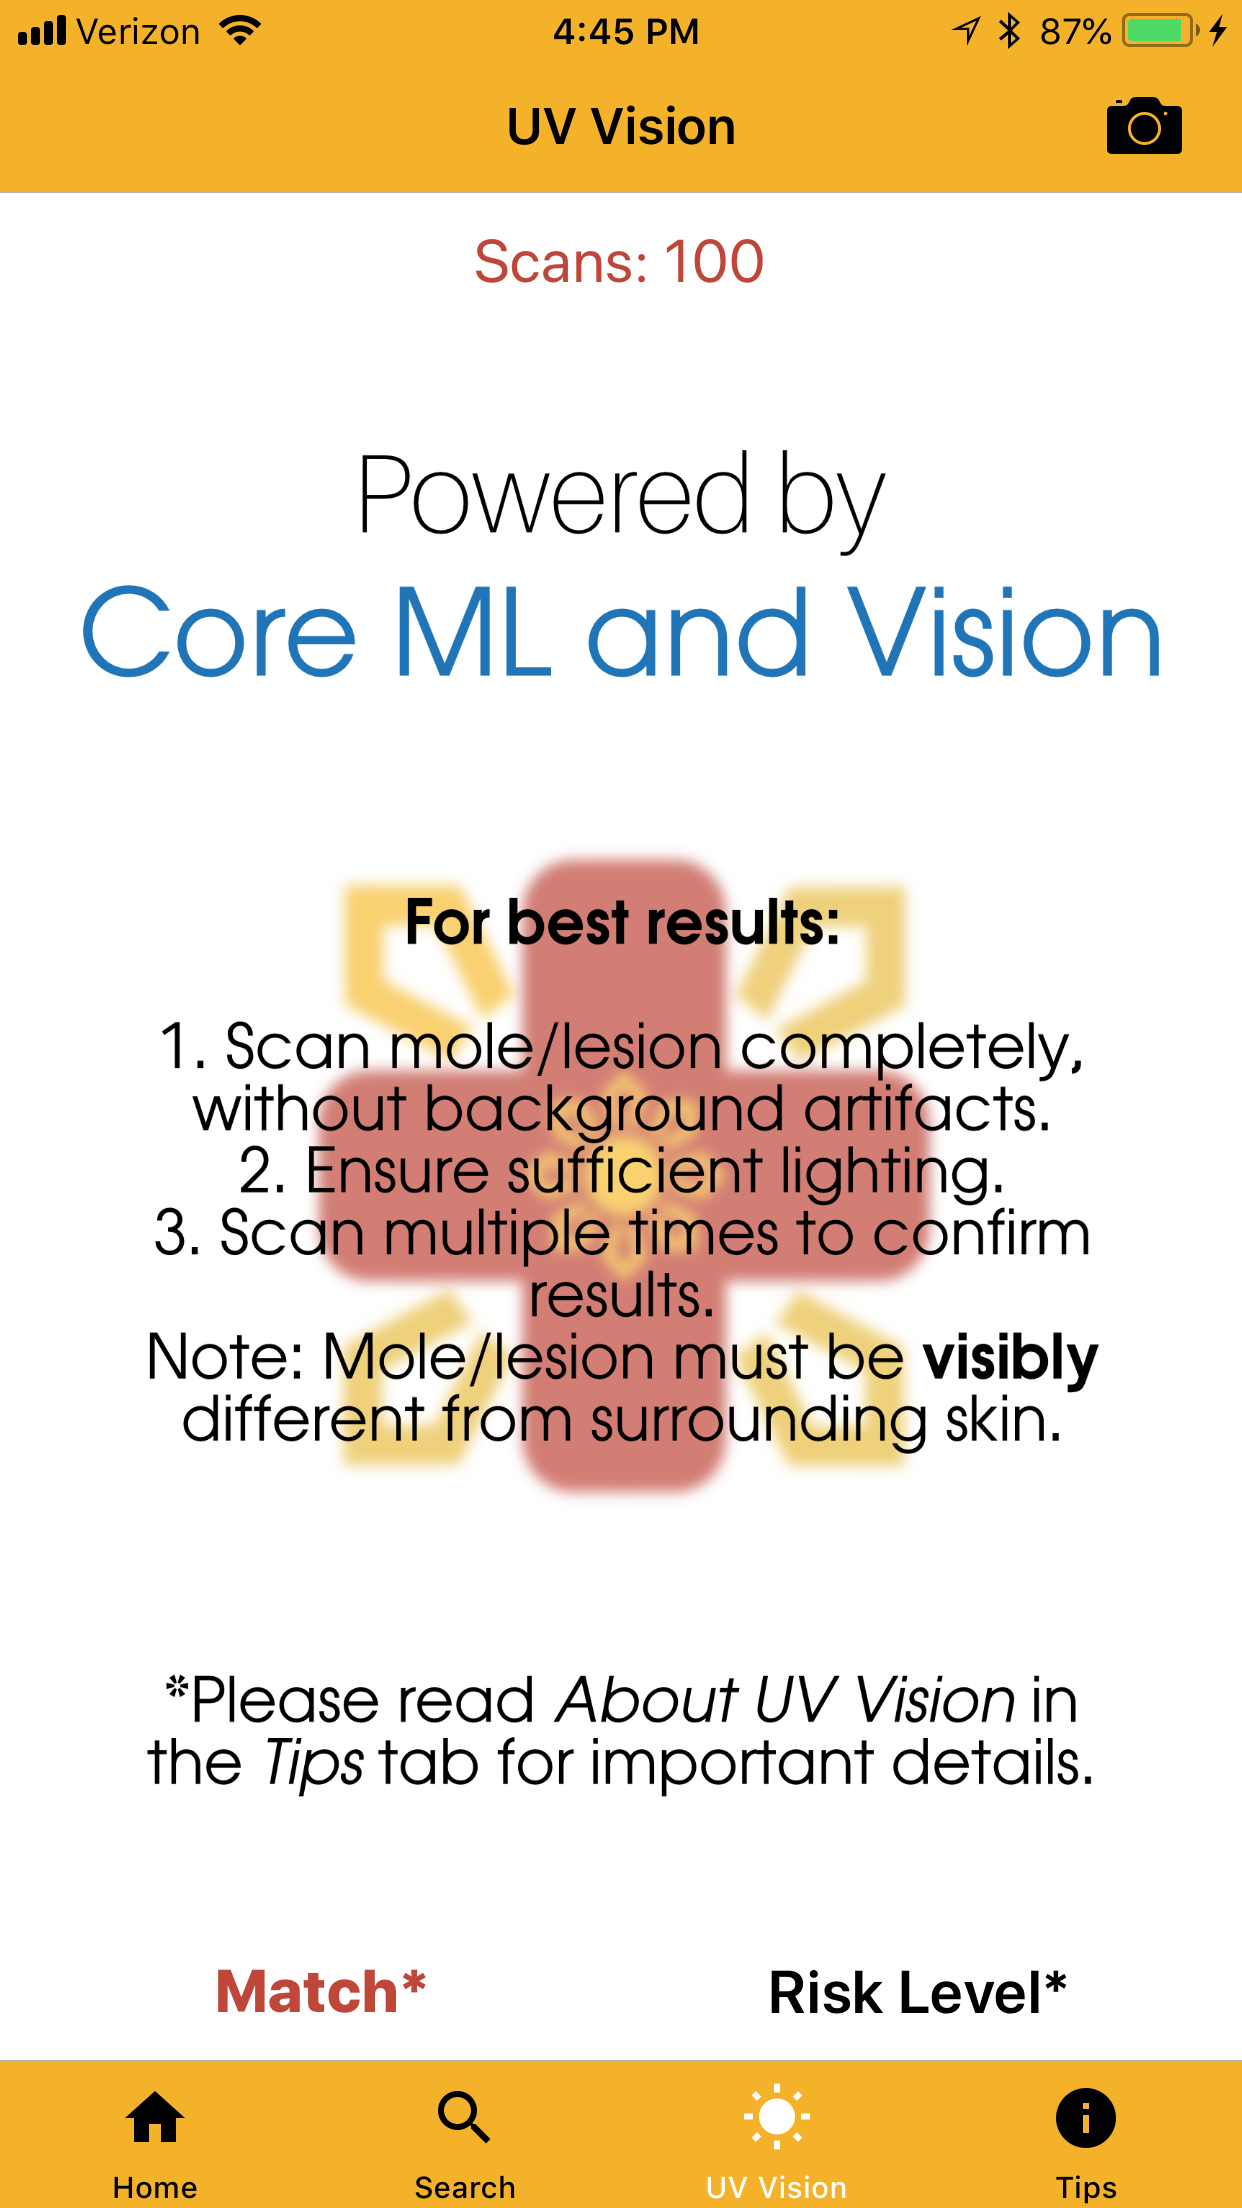 Verizon 4:45 PM 87%
UV Vision
Scans: 100
Powered by
Core ML and Vision
For best results:
1. Scan mole/lesion completely,
without background artifacts.
2. Ensure sufficient lighting.
3. Scan multiple times to confirm
results.
Note: Mole/lesion must be visibly
different from surrounding skin.
*Please read About UV Vision in
the Tips tab for important details.
Match* Risk Level*
Home Search UV Vision Tips